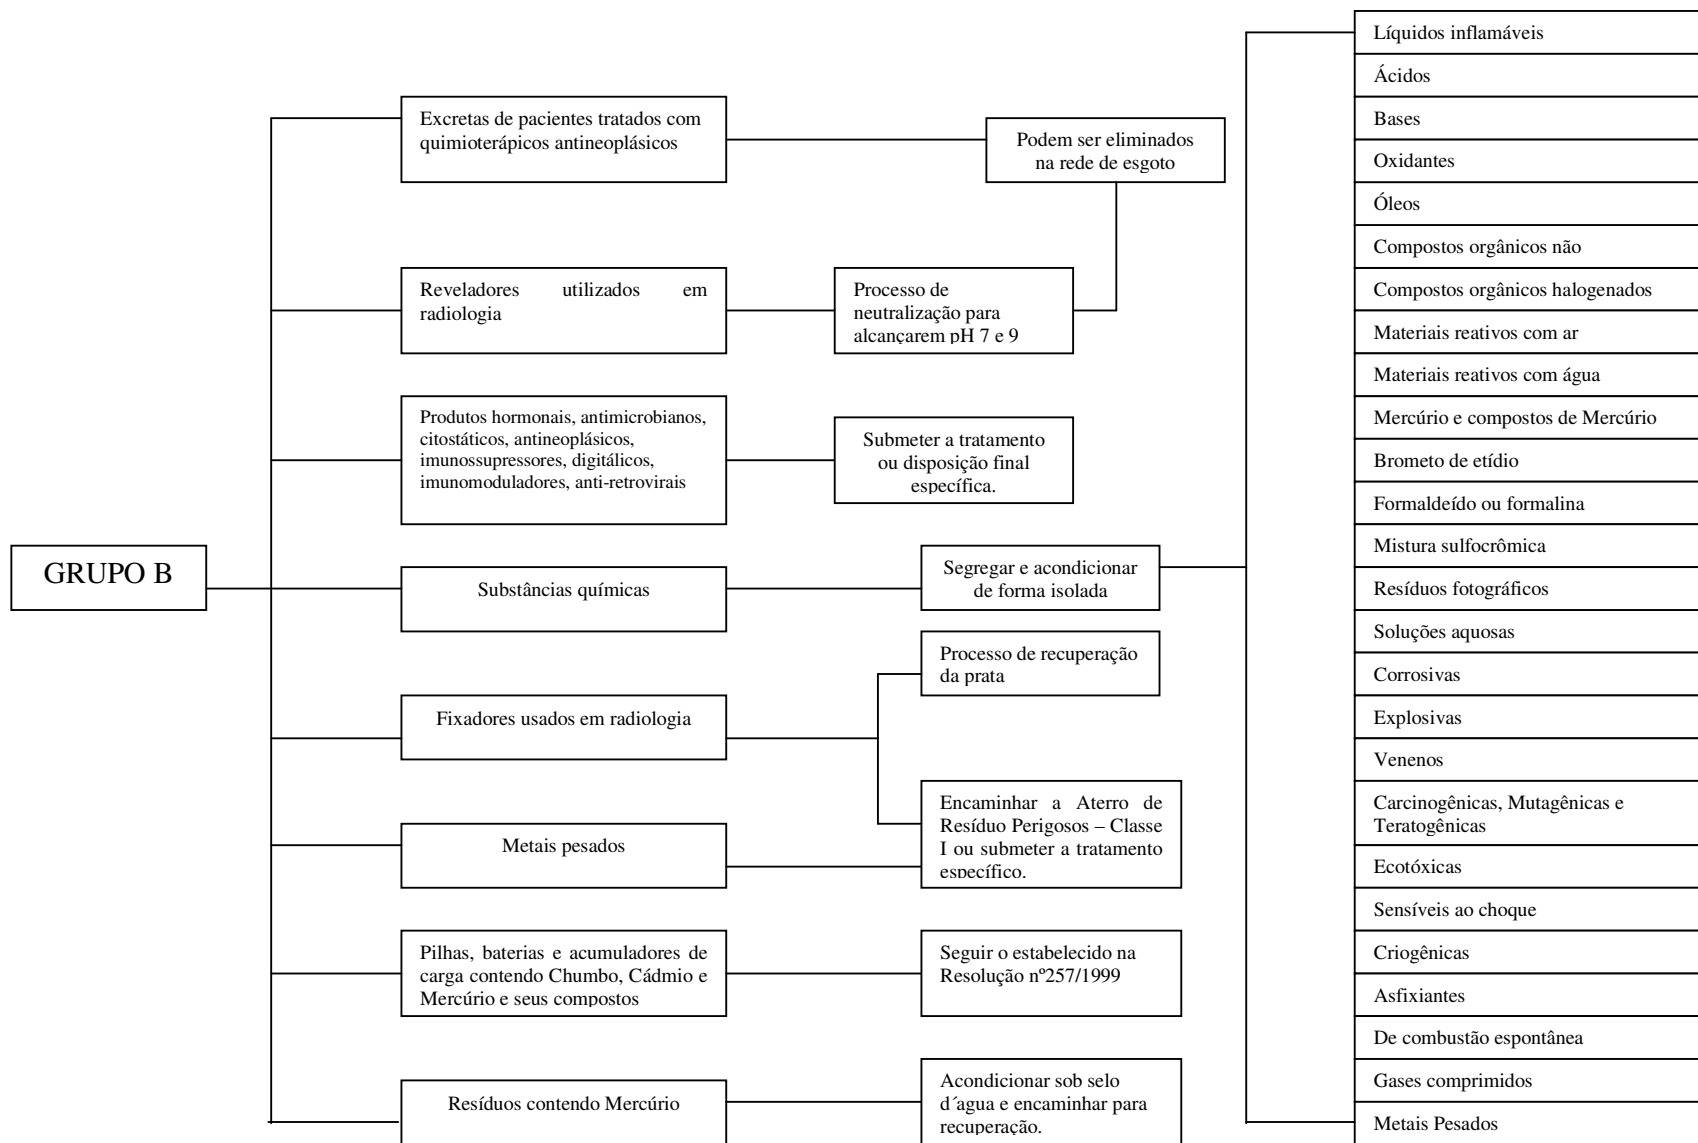 GRUPO B
Excretas de pacientes tratados com
quimioterápicos antineoplásicos
Podem ser eliminados
na rede de esgoto
Reveladores utilizados em
radiologia
Processo de
neutralização para
alcançarem pH 7 e 9
Produtos hormonais, antimicrobianos,
citostáticos, antineoplásicos,
imunossupressores, digitálicos,
imunomoduladores, anti-retrovirais
Submeter a tratamento
ou disposição final
específica.
Substâncias químicas
Segregar e acondicionar
de forma isolada
Fixadores usados em radiologia
Processo de recuperação
da prata
Metais pesados
Encaminhar a Aterro de
Resíduo Perigosos – Classe
I ou submeter a tratamento
específico.
Pilhas, baterias e acumuladores de
carga contendo Chumbo, Cádmio e
Mercúrio e seus compostos
Seguir o estabelecido na
Resolução nº257/1999
Resíduos contendo Mercúrio
Acondicionar sob selo
d´agua e encaminhar para
recuperação.
Líquidos inflamáveis
Ácidos
Bases
Oxidantes
Óleos
Compostos orgânicos não
Compostos orgânicos halogenados
Materiais reativos com ar
Materiais reativos com água
Mercúrio e compostos de Mercúrio
Brometo de etídio
Formaldeído ou formalina
Mistura sulfocrômica
Resíduos fotográficos
Soluções aquosas
Corrosivas
Explosivas
Venenos
Carcinogênicas, Mutagênicas e
Teratogênicas
Ecotóxicas
Sensíveis ao choque
Criogênicas
Asfixiantes
De combustão espontânea
Gases comprimidos
Metais Pesados